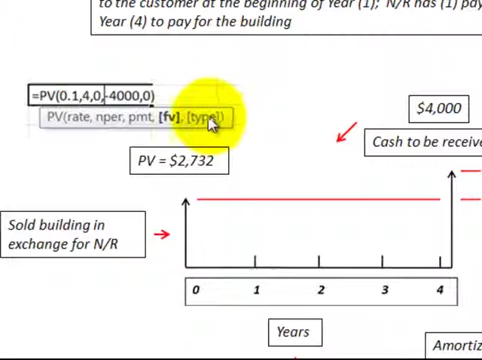 to the customer at the beginning of Year (1); N/R has (1) pay
Year (4) to pay for the building
=PV(0.1,4,0,-4000,0)
PV(rate, nper, pmt, [fv], [type])
$4,000
Cash to be receive
PV = $2,732
Sold building in
exchange for N/R
0 1 2 3 4
Years
Amortiz